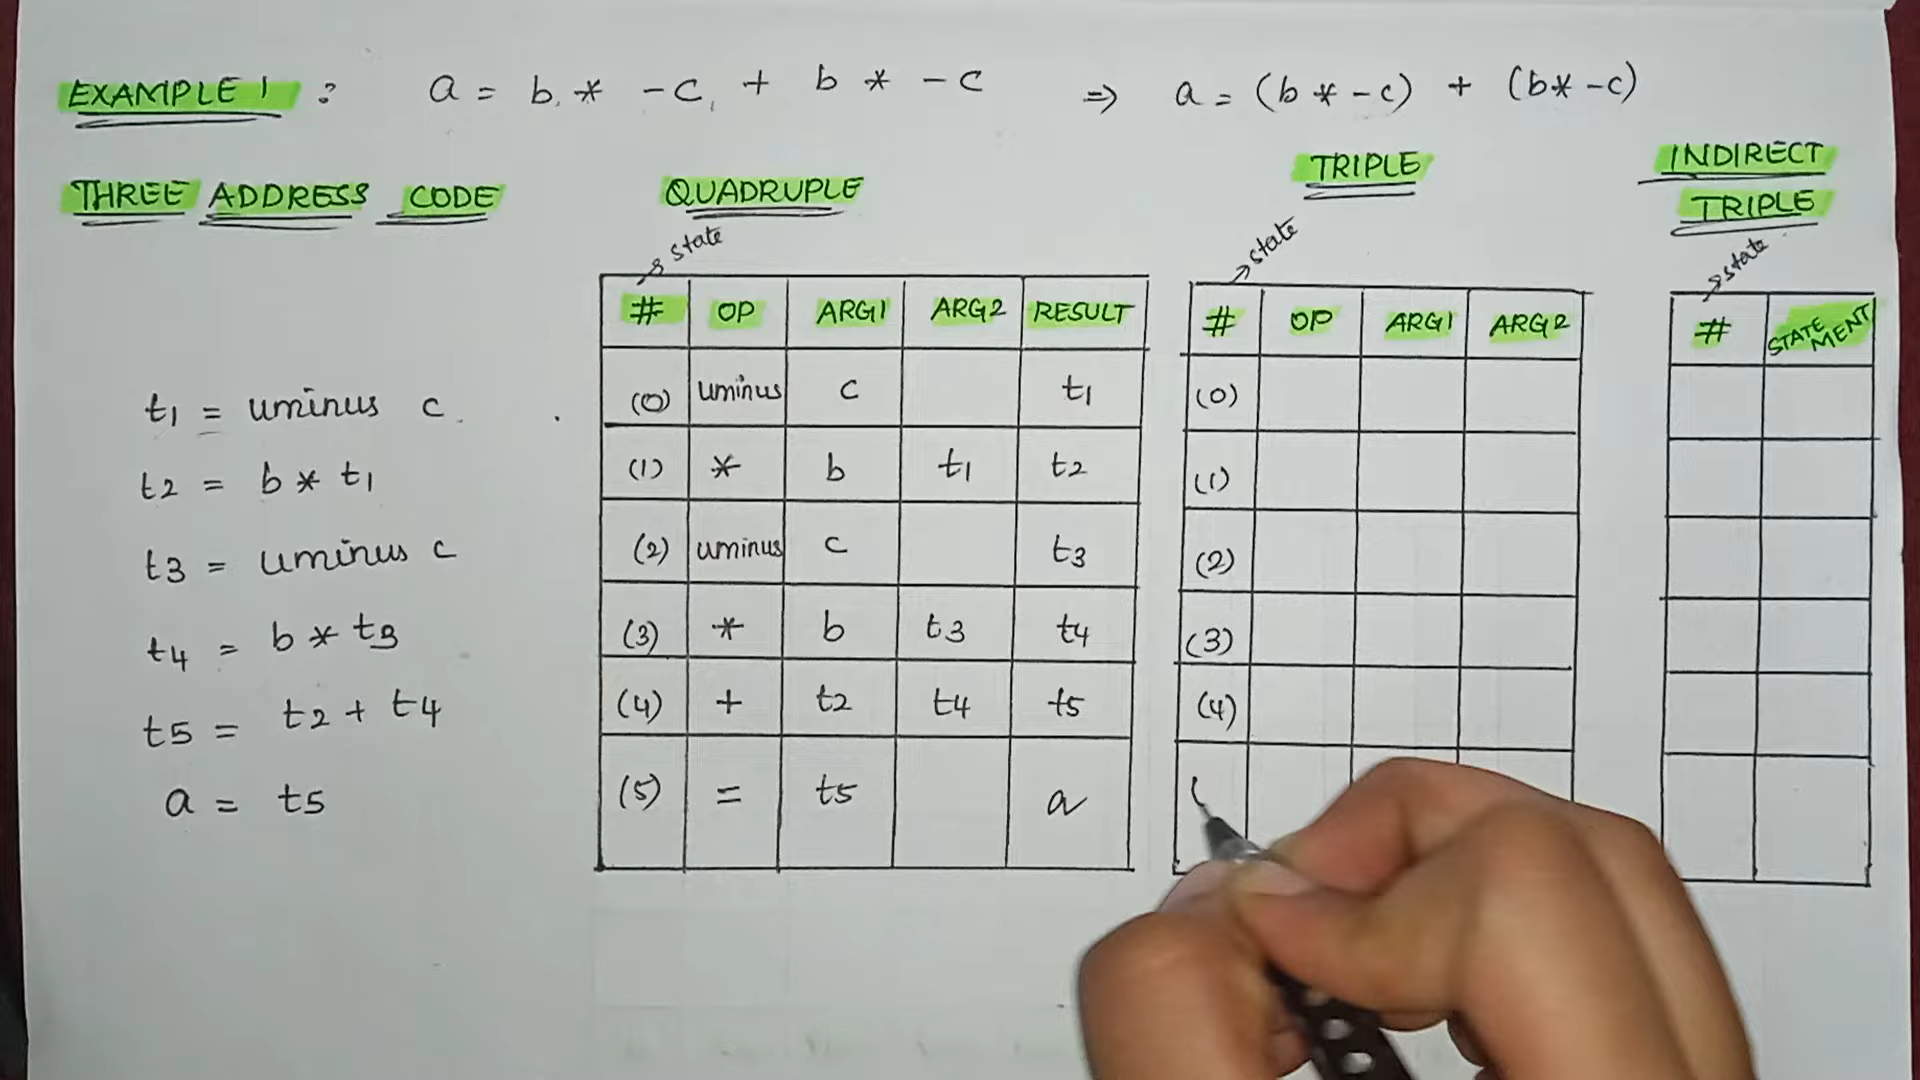 EXAMPLE 1 : a = b * - c + b * - c ⇒ a = (b * - c) + (b * - c)
THREE ADDRESS CODE
t1 = uminus c
t2 = b * t1
t3 = uminus c
t4 = b * t3
t5 = t2 + t4
a = t5
QUADRUPLE
→ state
# OP ARG1 ARG2 RESULT
(0) uminus c t1
(1) * b t1 t2
(2) uminus c t3
(3) * b t3 t4
(4) + t2 t4 t5
(5) = t5 a
TRIPLE
→ state
# OP ARG1 ARG2
(0)
(1)
(2)
(3)
(4)
(
INDIRECT
TRIPLE
→ state
# STATE
MENT